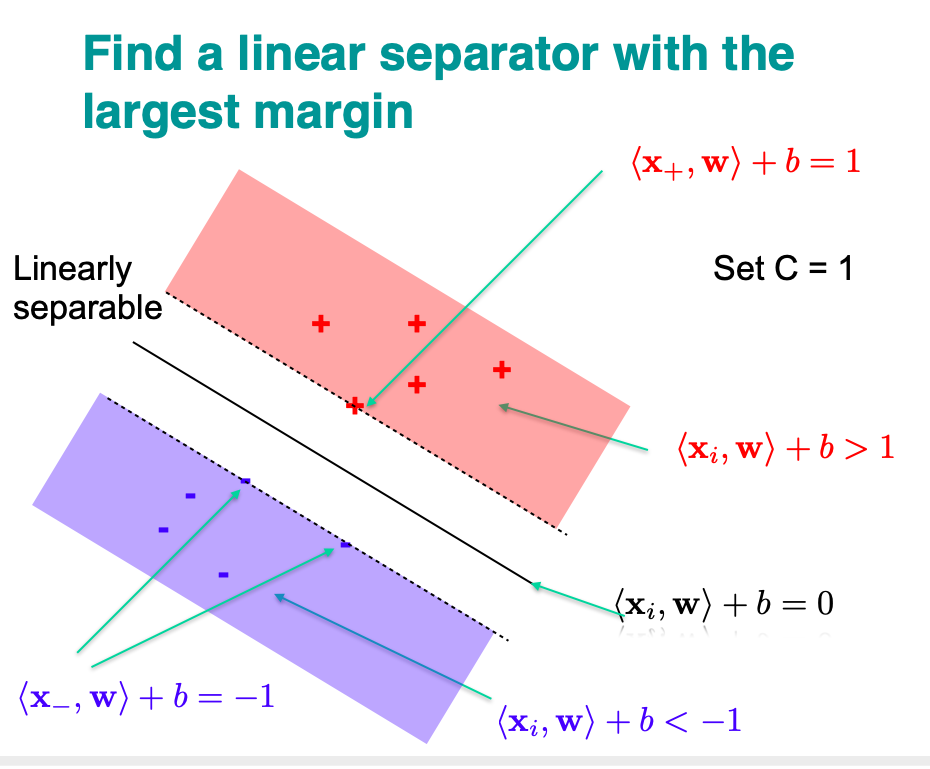 Find a linear separator with the
largest margin
⟨x₊, w⟩ + b = 1
Linearly
separable
Set C = 1
⟨xᵢ, w⟩ + b > 1
⟨xᵢ, w⟩ + b = 0
⟨x₋, w⟩ + b = −1
⟨xᵢ, w⟩ + b < −1